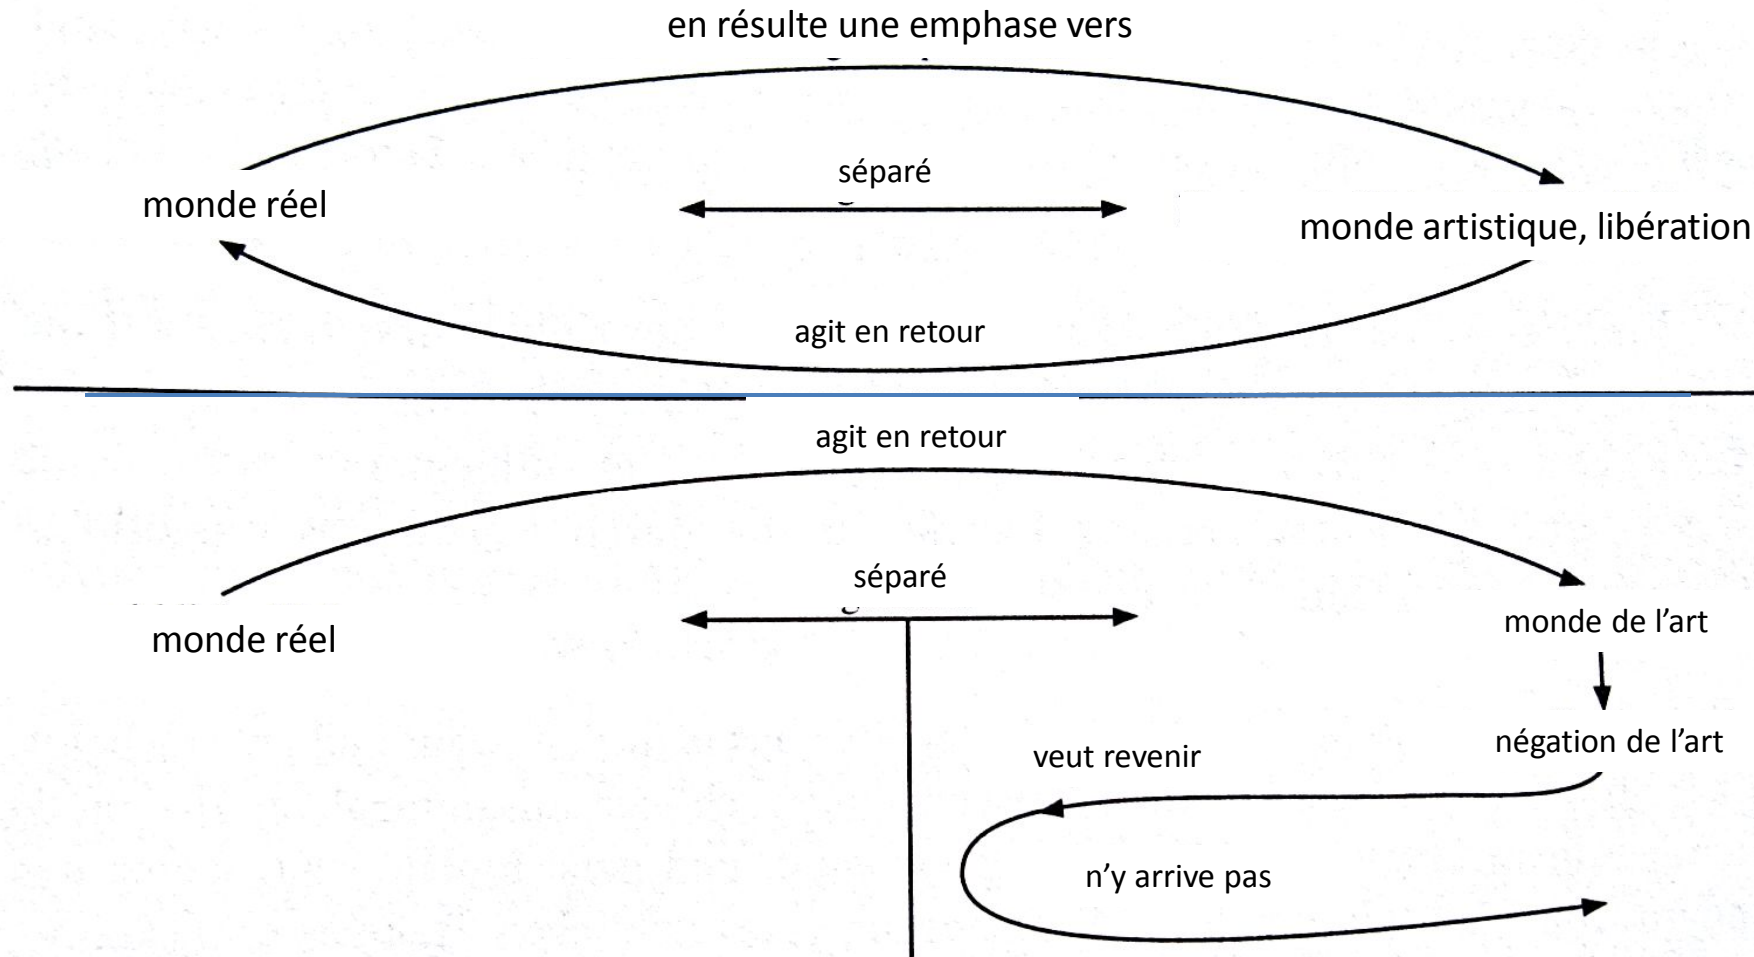 en résulte une emphase vers
séparé
monde réel
monde artistique, libération
agit en retour
agit en retour
séparé
monde réel
monde de l'art
négation de l'art
veut revenir
n'y arrive pas